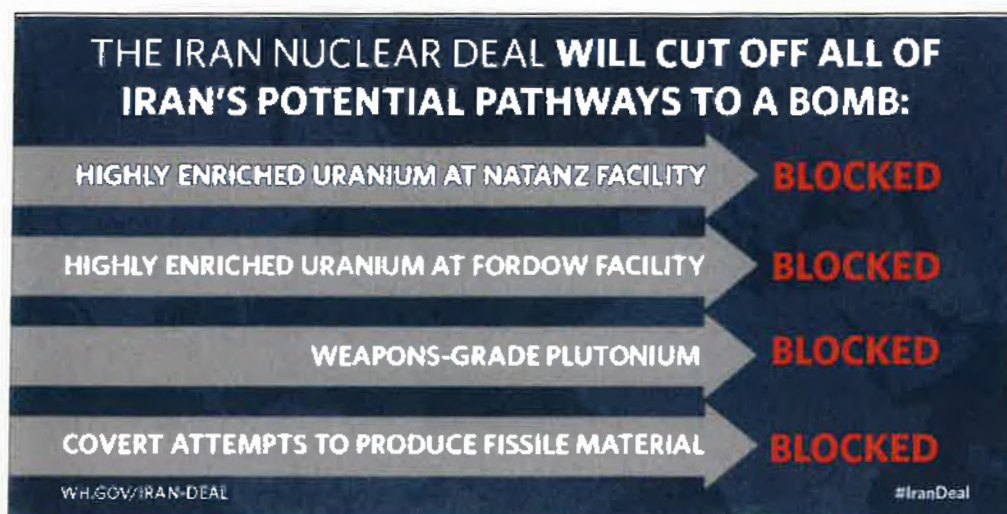 THE IRAN NUCLEAR DEAL WILL CUT OFF ALL OF
IRAN'S POTENTIAL PATHWAYS TO A BOMB:
HIGHLY ENRICHED URANIUM AT NATANZ FACILITY
BLOCKED
HIGHLY ENRICHED URANIUM AT FORDOW FACILITY
BLOCKED
WEAPONS-GRADE PLUTONIUM
BLOCKED
COVERT ATTEMPTS TO PRODUCE FISSILE MATERIAL
BLOCKED
WH.GOV/IRAN-DEAL
#IranDeal